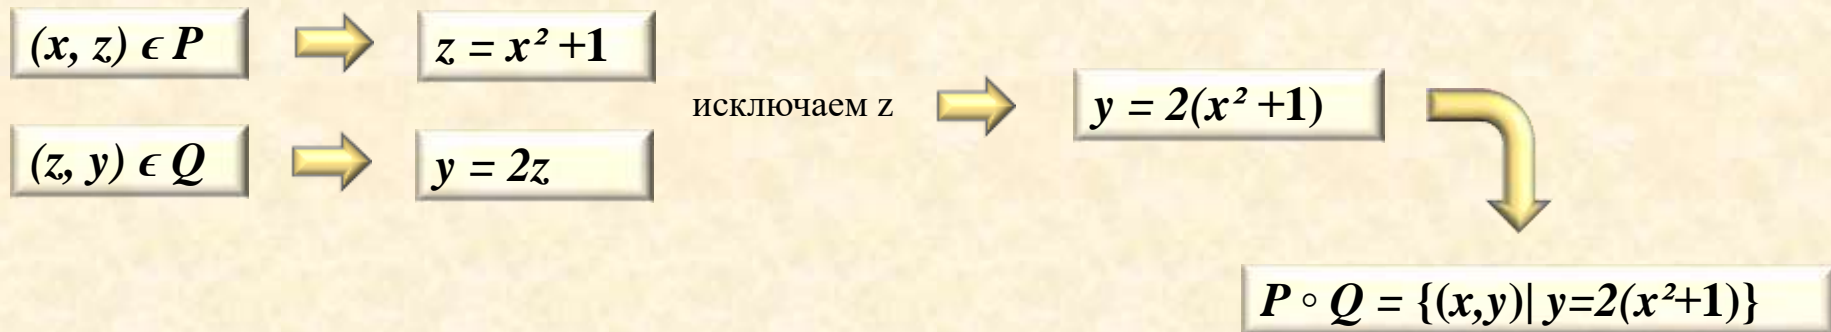 (x, z) ϵ P
z = x² +1
исключаем z
y = 2(x² +1)
(z, y) ϵ Q
y = 2z
P ∘ Q = {(x,y)| y=2(x²+1)}